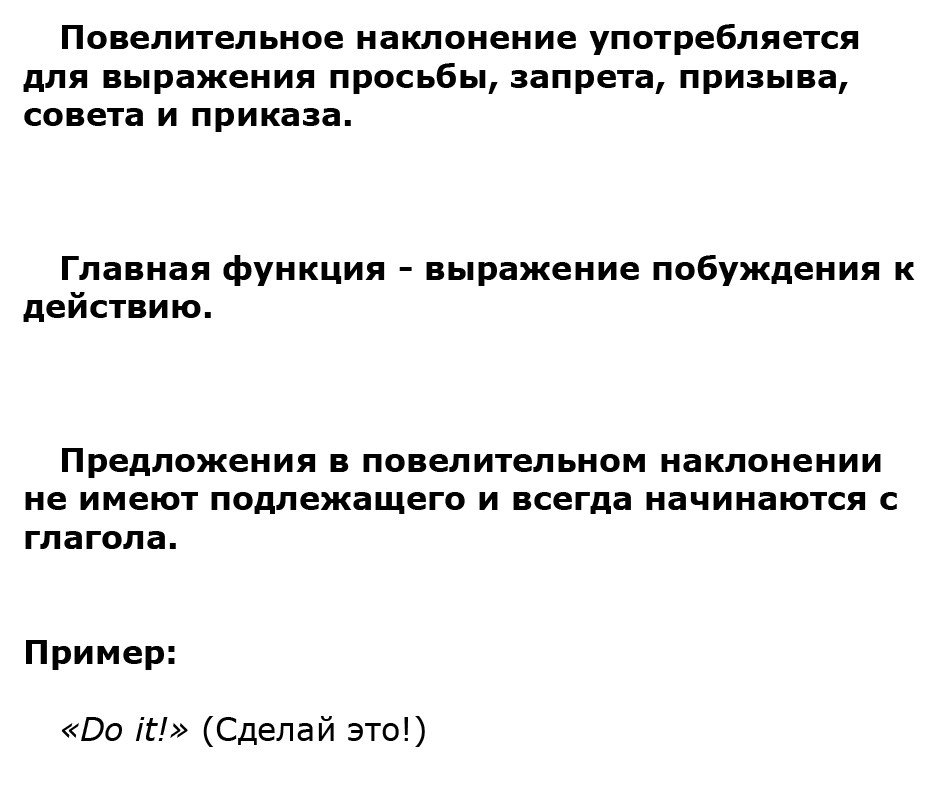 Повелительное наклонение употребляется
для выражения просьбы, запрета, призыва,
совета и приказа.
Главная функция - выражение побуждения к
действию.
Предложения в повелительном наклонении
не имеют подлежащего и всегда начинаются с
глагола.
Пример:
«Do it!» (Сделай это!)